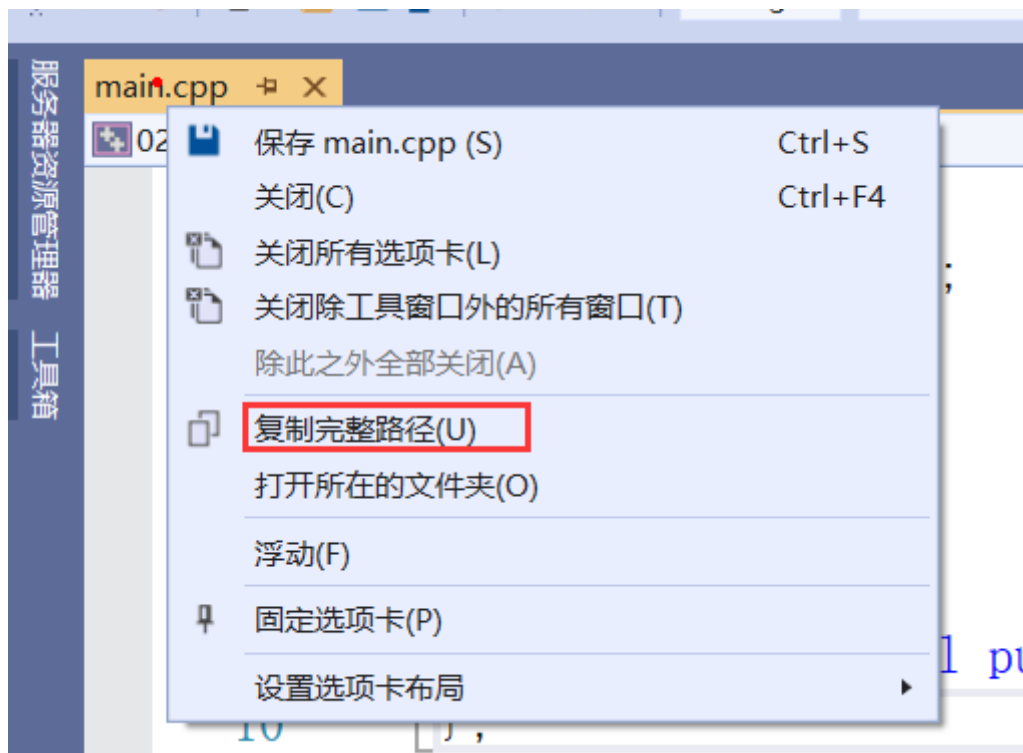 服务器资源管理器
工具箱
main.cpp
02
保存 main.cpp (S) Ctrl+S
关闭(C) Ctrl+F4
关闭所有选项卡(L)
;
关闭除工具窗口外的所有窗口(T)
除此之外全部关闭(A)
复制完整路径(U)
打开所在的文件夹(O)
浮动(F)
固定选项卡(P)
l pu
设置选项卡布局
10 };